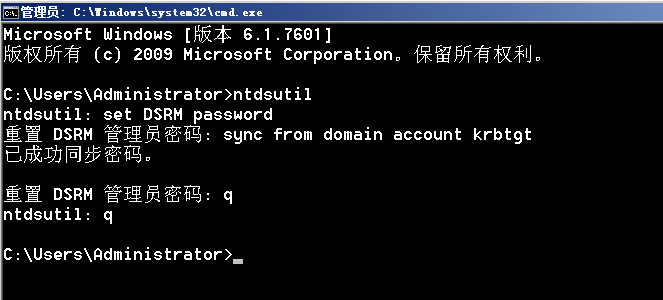 管理员: C:\Windows\system32\cmd.exe
Microsoft Windows [版本 6.1.7601]
版权所有 (c) 2009 Microsoft Corporation。保留所有权利。
C:\Users\Administrator>ntdsutil
ntdsutil: set DSRM password
重置 DSRM 管理员密码: sync from domain account krbtgt
已成功同步密码。
重置 DSRM 管理员密码: q
ntdsutil: q
C:\Users\Administrator>_